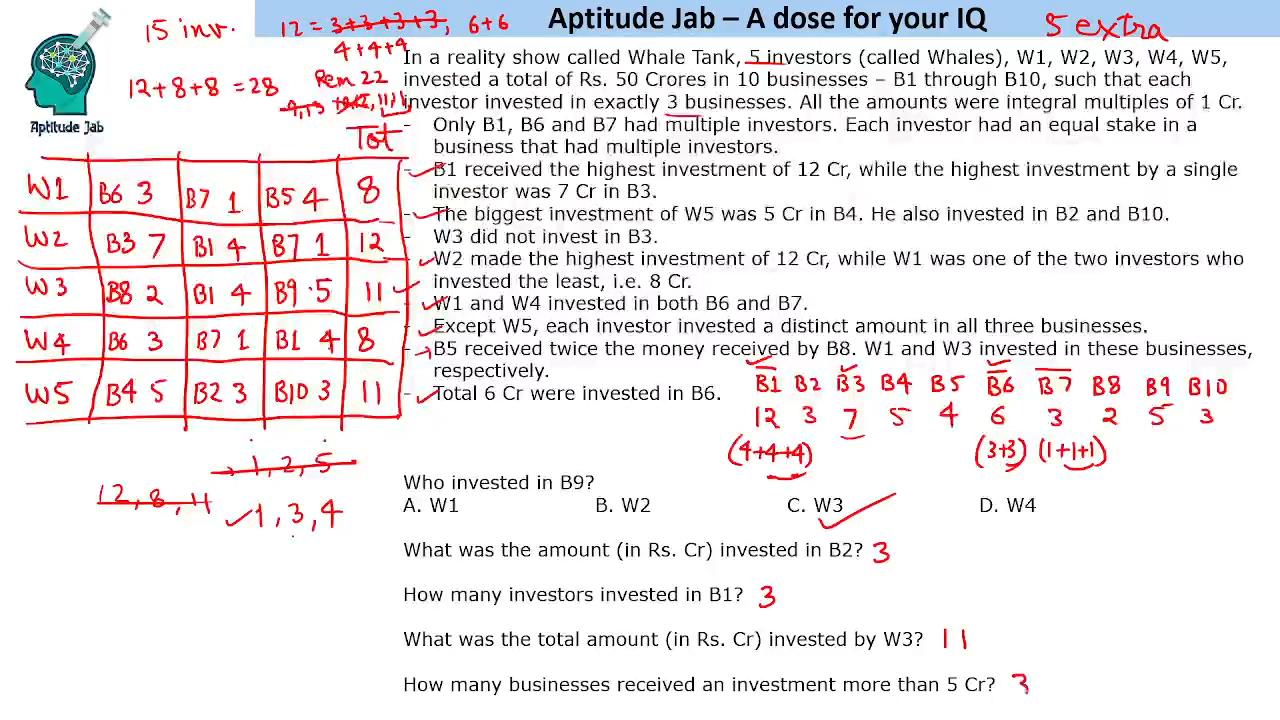 Aptitude Jab – A dose for your IQ
5 extra
15 inv.
12 = 3+3+3+3, 6+6
4+4+4
12+8+8 = 28
Rem 22
11,11
Aptitude Jab
In a reality show called Whale Tank, 5 investors (called Whales), W1, W2, W3, W4, W5,
invested a total of Rs. 50 Crores in 10 businesses – B1 through B10, such that each
investor invested in exactly 3 businesses. All the amounts were integral multiples of 1 Cr.
- Only B1, B6 and B7 had multiple investors. Each investor had an equal stake in a
business that had multiple investors.
- B1 received the highest investment of 12 Cr, while the highest investment by a single
investor was 7 Cr in B3.
- The biggest investment of W5 was 5 Cr in B4. He also invested in B2 and B10.
- W3 did not invest in B3.
- W2 made the highest investment of 12 Cr, while W1 was one of the two investors who
invested the least, i.e. 8 Cr.
- W1 and W4 invested in both B6 and B7.
- Except W5, each investor invested a distinct amount in all three businesses.
- B5 received twice the money received by B8. W1 and W3 invested in these businesses,
respectively.
- Total 6 Cr were invested in B6.
Tot
W1 B6 3 B7 1 B5 4 8
W2 B3 7 B1 4 B7 1 12
W3 B8 2 B1 4 B9 5 11
W4 B6 3 B7 1 B1 4 8
W5 B4 5 B2 3 B10 3 11
1, 2, 5
12, 8, 11
1, 3, 4
B1 B2 B3 B4 B5 B6 B7 B8 B9 B10
12 3 7 5 4 6 3 2 5 3
(4+4+4) (3+3) (1+1+1)
Who invested in B9?
A. W1 B. W2 C. W3 D. W4
What was the amount (in Rs. Cr) invested in B2? 3
How many investors invested in B1? 3
What was the total amount (in Rs. Cr) invested by W3? 11
How many businesses received an investment more than 5 Cr? 3